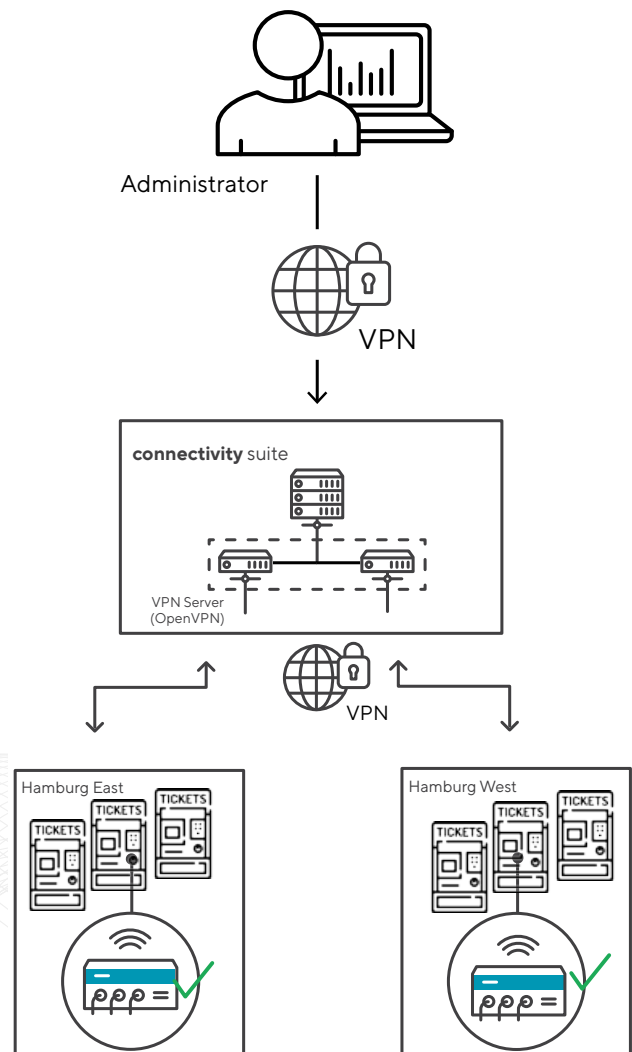 Administrator
VPN
connectivity suite
VPN Server
(OpenVPN)
VPN
Hamburg East
TICKETS
TICKETS
TICKETS
Hamburg West
TICKETS
TICKETS
TICKETS